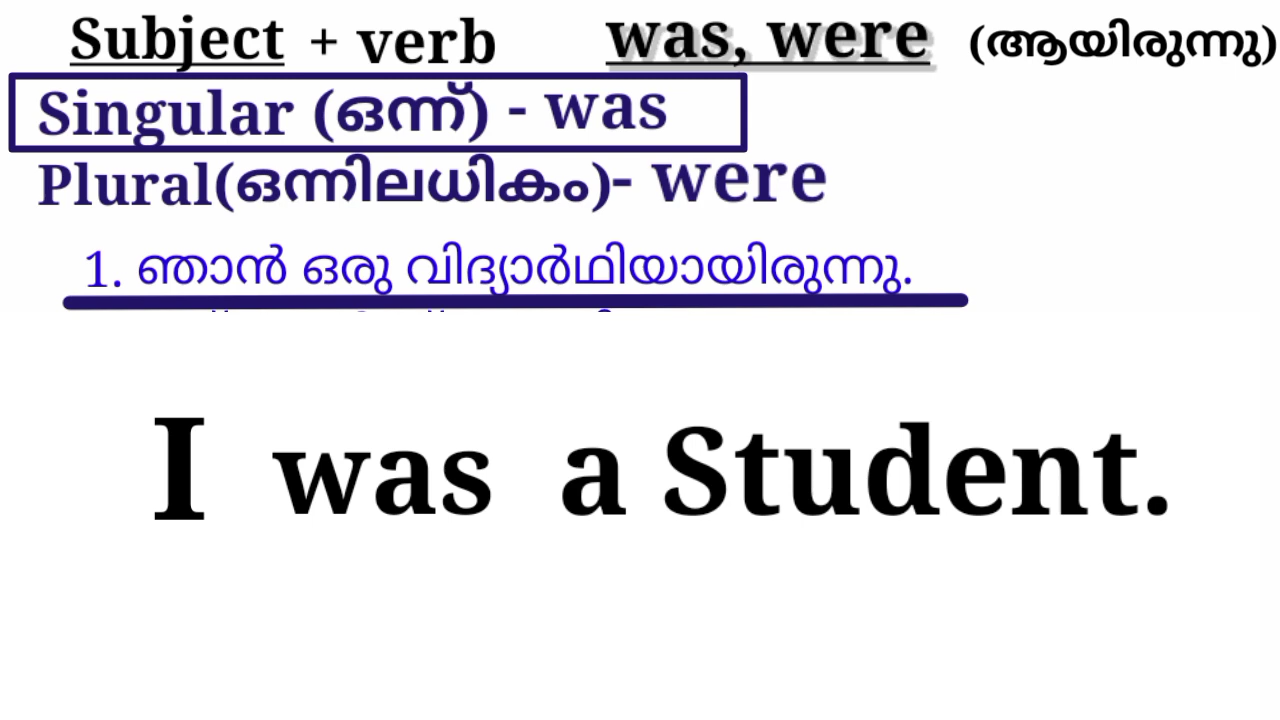 Subject + verb was, were (ആയിരുന്നു)
Singular (ഒന്ന്) - was
Plural(ഒന്നിലധികം)- were
1. ഞാൻ ഒരു വിദ്യാർഥിയായിരുന്നു.
I was a Student.